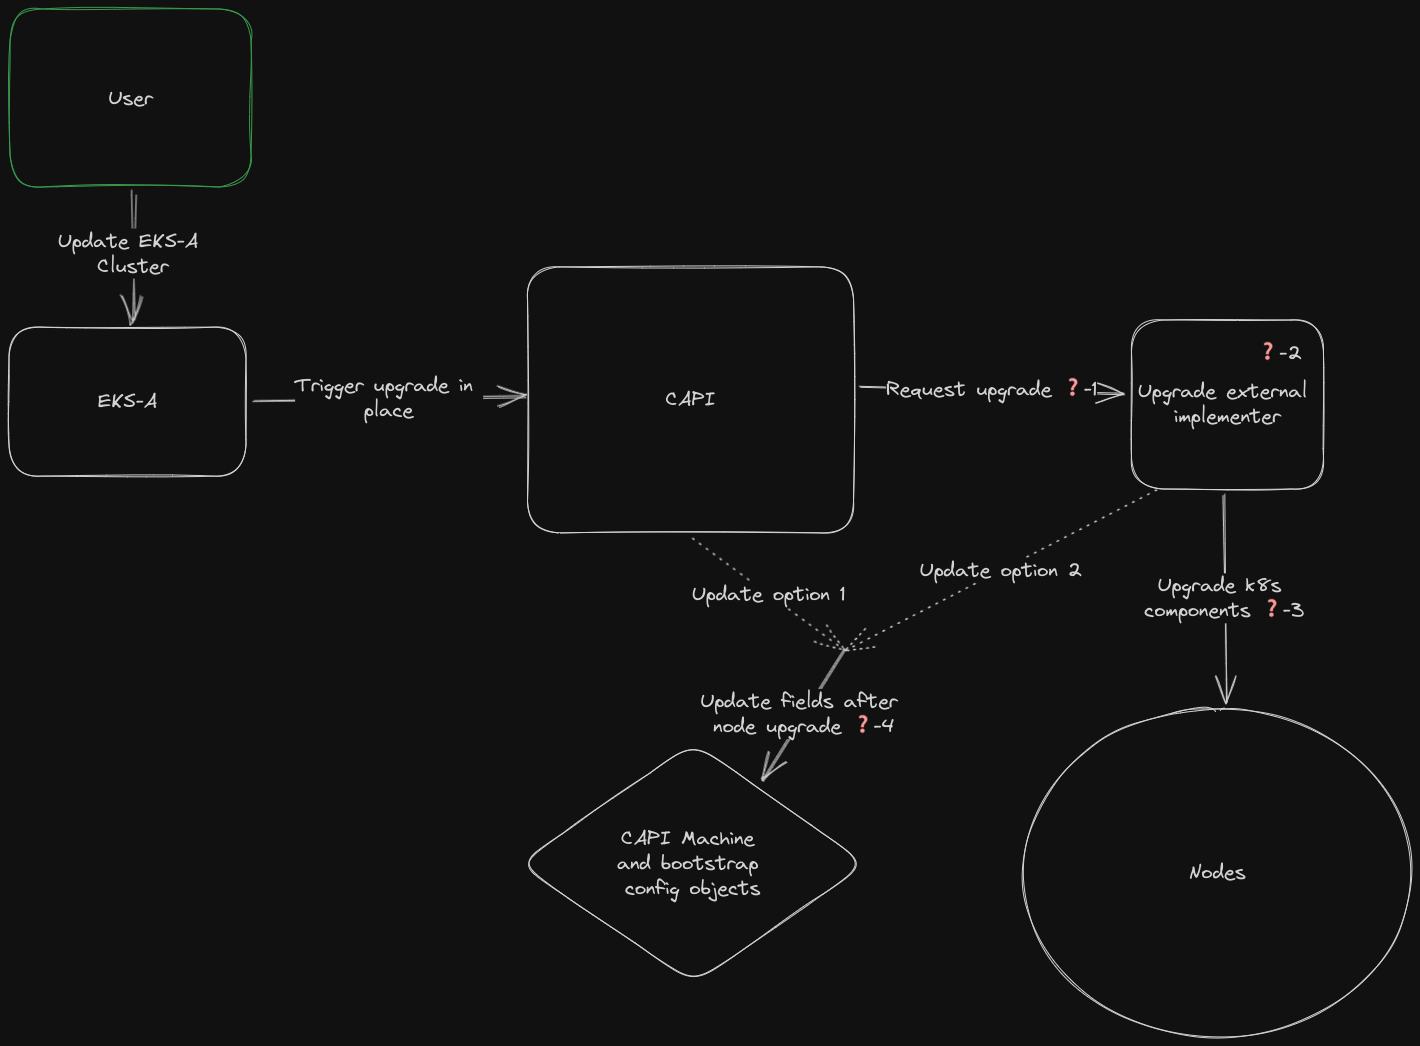 User
Update EKS-A
Cluster
EKS-A
Trigger upgrade in
place
CAPI
Request upgrade ❓-1
❓-2
Upgrade external
implementer
Update option 1
Update option 2
Upgrade k8s
components ❓-3
Update fields after
node upgrade ❓-4
CAPI Machine
and bootstrap
config objects
Nodes